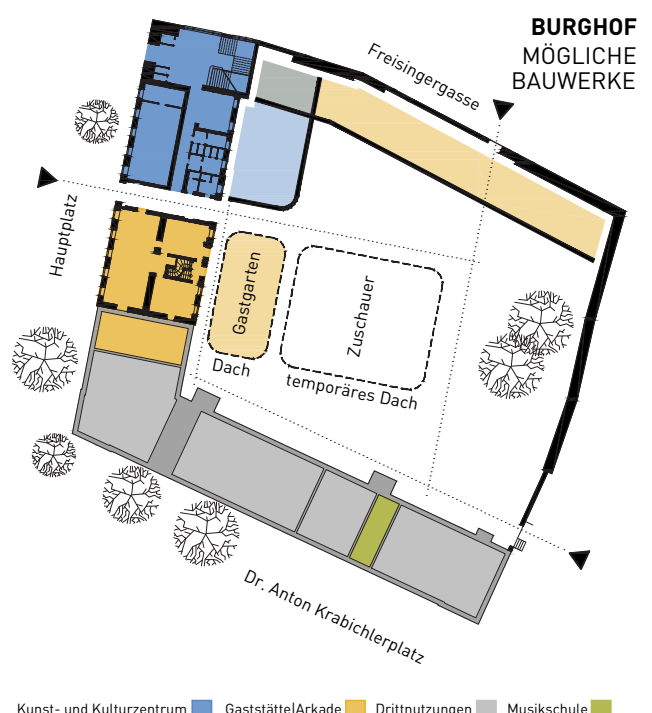 BURGHOF
MÖGLICHE
BAUWERKE
Freisingergasse
Hauptplatz
Gastgarten
Zuschauer
Dach
temporäres Dach
Dr. Anton Krabichlerplatz
Kunst- und Kulturzentrum Gaststätte|Arkade Drittnutzungen Musikschule